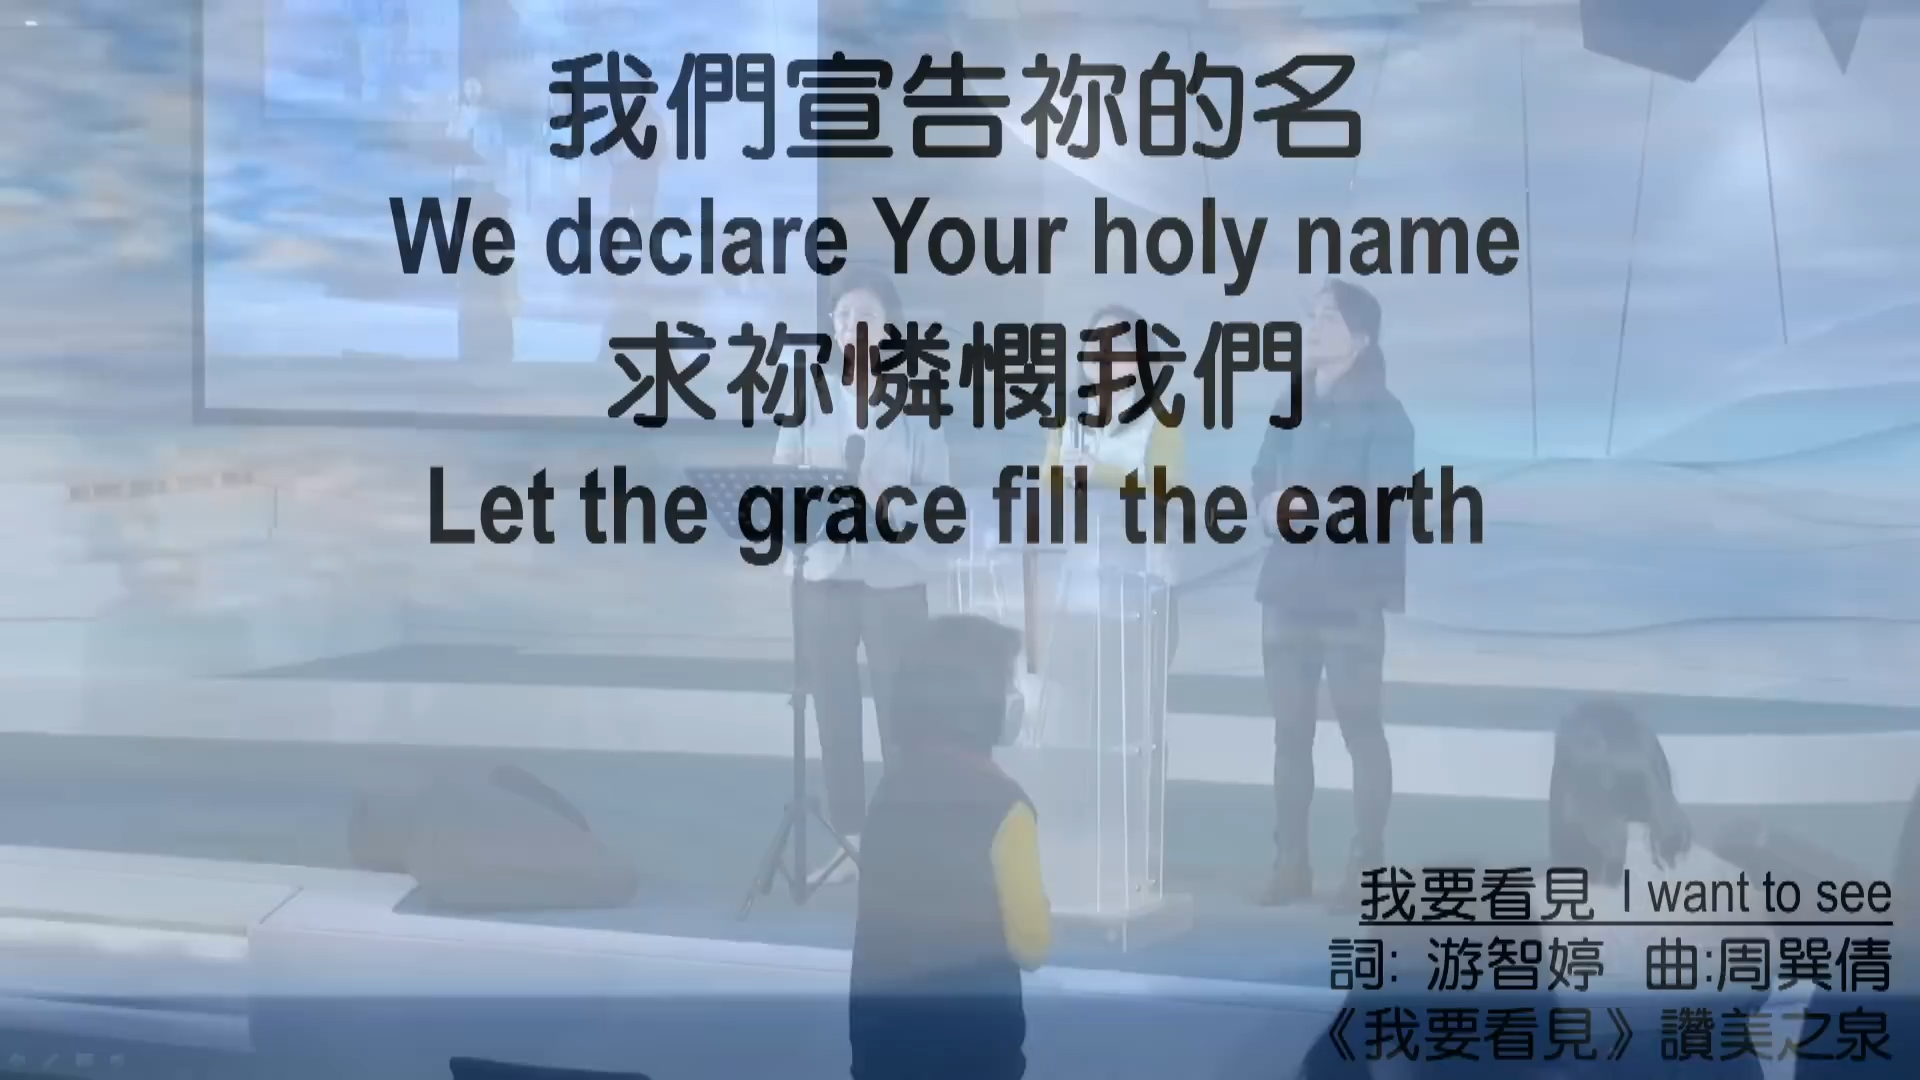 我們宣告祢的名
We declare Your holy name
求祢憐憫我們
Let the grace fill the earth
我要看見 I want to see
詞: 游智婷 曲:周巽倩
《我要看見》讚美之泉